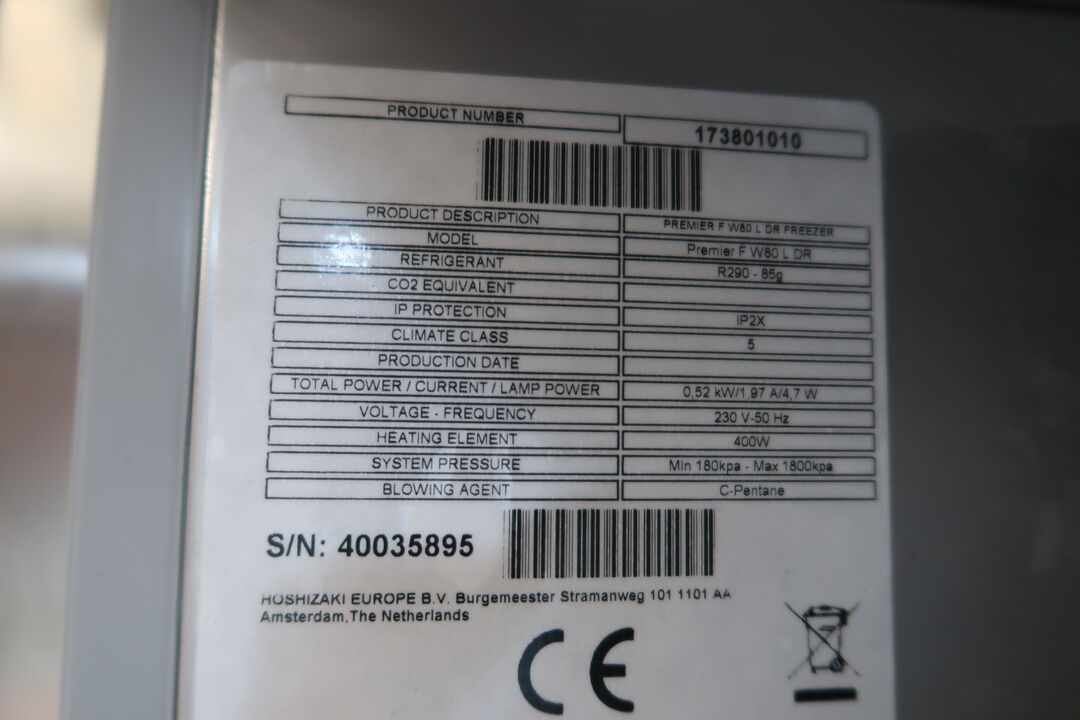 PRODUCT NUMBER 173801010
PRODUCT DESCRIPTION PREMIER F W80 L DR FREEZER
MODEL Premier F W80 L DR
REFRIGERANT R290 - 85g
CO2 EQUIVALENT
IP PROTECTION IP2X
CLIMATE CLASS 5
PRODUCTION DATE
TOTAL POWER / CURRENT / LAMP POWER 0,52 kW/1,97 A/4,7 W
VOLTAGE - FREQUENCY 230 V-50 Hz
HEATING ELEMENT 400W
SYSTEM PRESSURE Min 180kpa - Max 1800kpa
BLOWING AGENT C-Pentane
S/N: 40035895
HOSHIZAKI EUROPE B.V. Burgemeester Stramanweg 101 1101 AA
Amsterdam,The Netherlands
CE